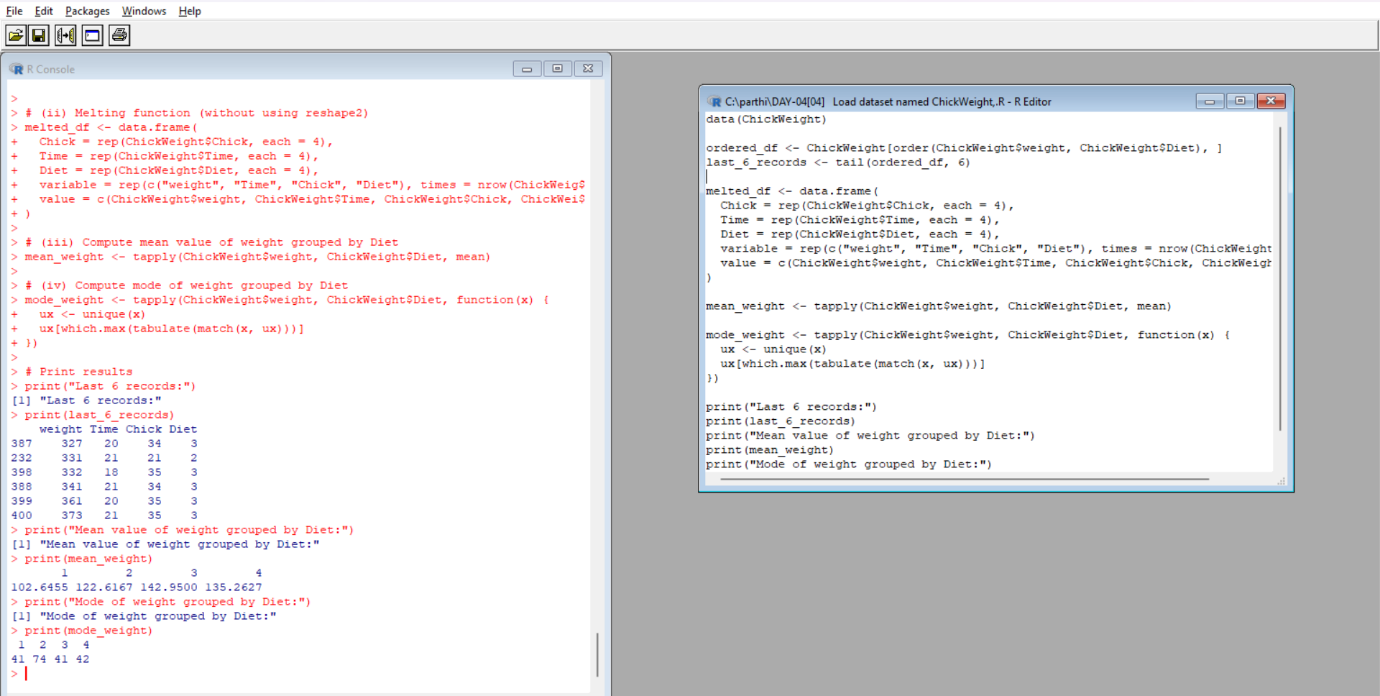 File Edit Packages Windows Help
R Console
>
> # (ii) Melting function (without using reshape2)
> melted_df <- data.frame(
+   Chick = rep(ChickWeight$Chick, each = 4),
+   Time = rep(ChickWeight$Time, each = 4),
+   Diet = rep(ChickWeight$Diet, each = 4),
+   variable = rep(c("weight", "Time", "Chick", "Diet"), times = nrow(ChickWeig$
+   value = c(ChickWeight$weight, ChickWeight$Time, ChickWeight$Chick, ChickWei$
+ )
>
> # (iii) Compute mean value of weight grouped by Diet
> mean_weight <- tapply(ChickWeight$weight, ChickWeight$Diet, mean)
>
> # (iv) Compute mode of weight grouped by Diet
> mode_weight <- tapply(ChickWeight$weight, ChickWeight$Diet, function(x) {
+   ux <- unique(x)
+   ux[which.max(tabulate(match(x, ux)))]
+ })
>
> # Print results
> print("Last 6 records:")
[1] "Last 6 records:"
> print(last_6_records)
    weight Time Chick Diet
387    327   20    34    3
232    331   21    21    2
398    332   18    35    3
388    341   21    34    3
399    361   20    35    3
400    373   21    35    3
> print("Mean value of weight grouped by Diet:")
[1] "Mean value of weight grouped by Diet:"
> print(mean_weight)
       1        2        3        4
102.6455 122.6167 142.9500 135.2627
> print("Mode of weight grouped by Diet:")
[1] "Mode of weight grouped by Diet:"
> print(mode_weight)
 1  2  3  4
41 74 41 42
>
C:\parthi\DAY-04[04] Load dataset named ChickWeight,.R - R Editor
data(ChickWeight)
ordered_df <- ChickWeight[order(ChickWeight$weight, ChickWeight$Diet), ]
last_6_records <- tail(ordered_df, 6)
melted_df <- data.frame(
  Chick = rep(ChickWeight$Chick, each = 4),
  Time = rep(ChickWeight$Time, each = 4),
  Diet = rep(ChickWeight$Diet, each = 4),
  variable = rep(c("weight", "Time", "Chick", "Diet"), times = nrow(ChickWeight
  value = c(ChickWeight$weight, ChickWeight$Time, ChickWeight$Chick, ChickWeigh
)
mean_weight <- tapply(ChickWeight$weight, ChickWeight$Diet, mean)
mode_weight <- tapply(ChickWeight$weight, ChickWeight$Diet, function(x) {
  ux <- unique(x)
  ux[which.max(tabulate(match(x, ux)))]
})
print("Last 6 records:")
print(last_6_records)
print("Mean value of weight grouped by Diet:")
print(mean_weight)
print("Mode of weight grouped by Diet:")